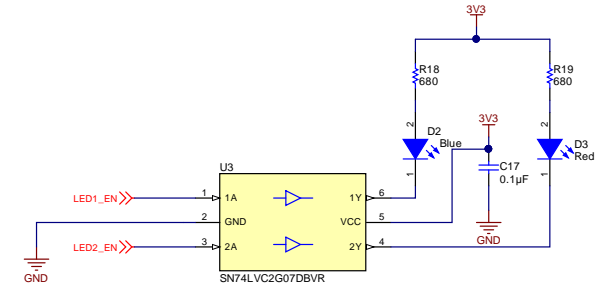 3V3
R18
680
R19
680
2
2
D2
Blue
3V3
D3
Red
C17
0.1µF
1
1
U3
LED1_EN
1
1A
1Y
6
2
GND
VCC
5
LED2_EN
3
2A
2Y
4
GND
GND
SN74LVC2G07DBVR